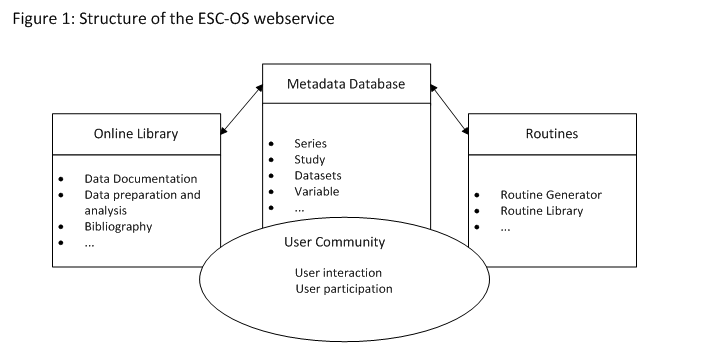 Figure 1: Structure of the ESC-OS webservice
Metadata Database
• Series
• Study
• Datasets
• Variable
• ...
Online Library
• Data Documentation
• Data preparation and
analysis
• Bibliography
• ...
Routines
• Routine Generator
• Routine Library
• ...
User Community
User interaction
User participation